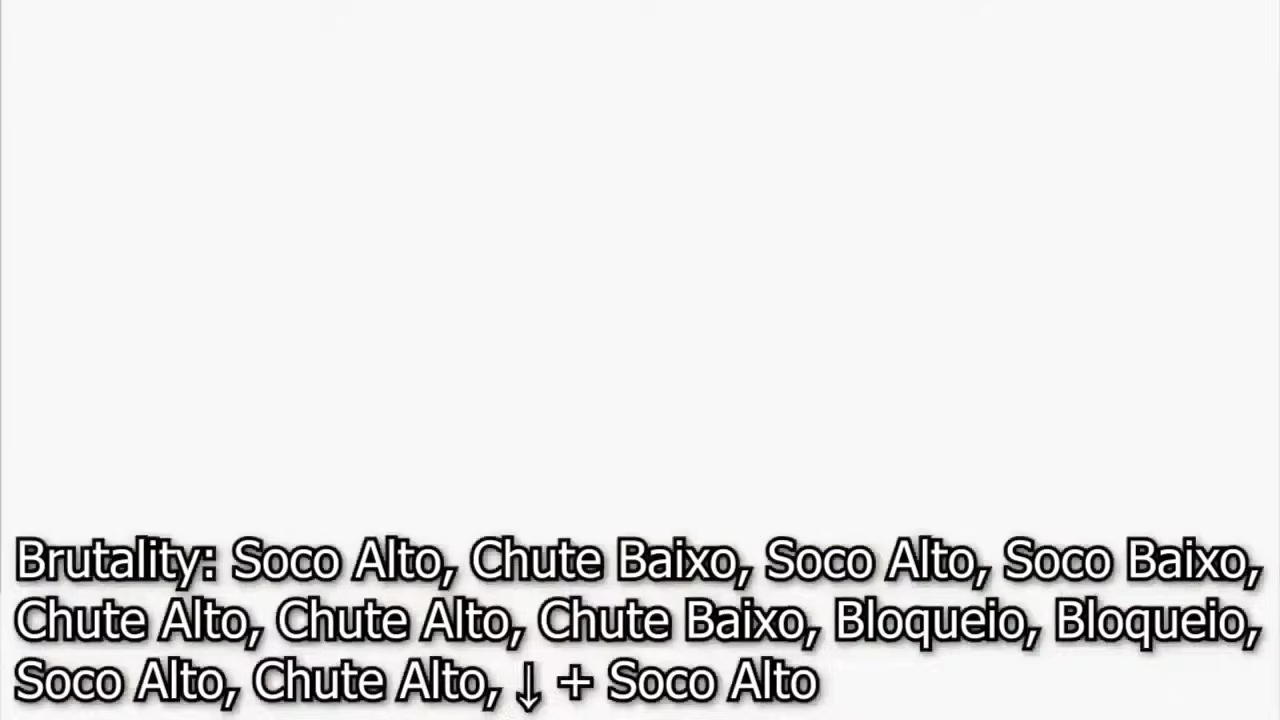 Brutality: Soco Alto, Chute Baixo, Soco Alto, Soco Baixo,
Chute Alto, Chute Alto, Chute Baixo, Bloqueio, Bloqueio,
Soco Alto, Chute Alto, ↓ + Soco Alto